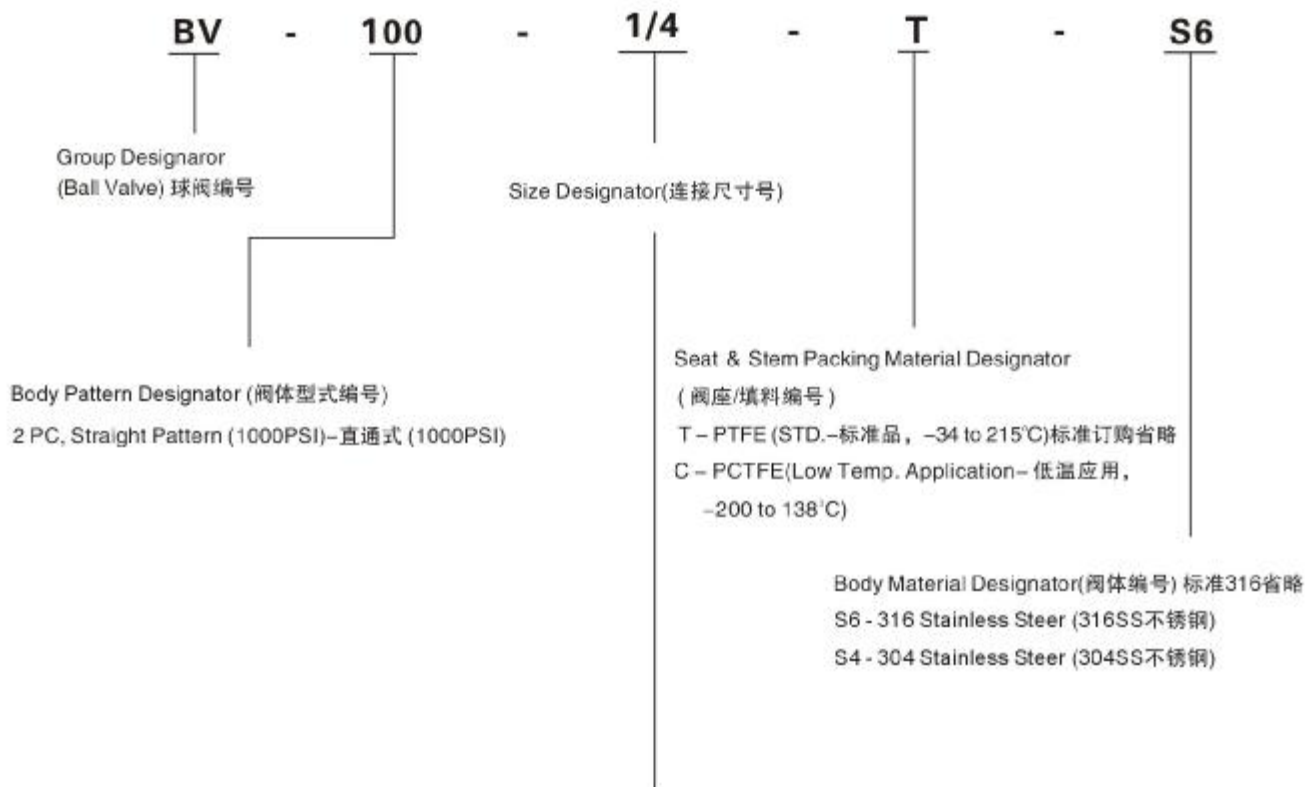 BV - 100 - 1/4 - T - S6
Group Designaror
(Ball Valve) 球阀编号
Size Designator(连接尺寸号)
Body Pattern Designator (阀体型式编号)
2 PC, Straight Pattern (1000PSI)–直通式 (1000PSI)
Seat & Stem Packing Material Designator
(阀座/填料编号)
T – PTFE (STD.–标准品，–34 to 215℃)标准订购省略
C – PCTFE(Low Temp. Application– 低温应用，
–200 to 138℃)
Body Material Designator(阀体编号) 标准316省略
S6 - 316 Stainless Steer (316SS不锈钢)
S4 - 304 Stainless Steer (304SS不锈钢)